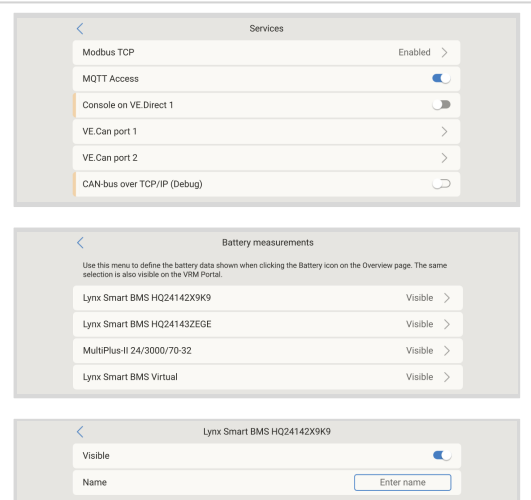 Services
Modbus TCP Enabled
MQTT Access
Console on VE.Direct 1
VE.Can port 1
VE.Can port 2
CAN-bus over TCP/IP (Debug)
Battery measurements
Use this menu to define the battery data shown when clicking the Battery icon on the Overview page. The same
selection is also visible on the VRM Portal.
Lynx Smart BMS HQ24142X9K9 Visible
Lynx Smart BMS HQ24143ZEGE Visible
MultiPlus-II 24/3000/70-32 Visible
Lynx Smart BMS Virtual Visible
Lynx Smart BMS HQ24142X9K9
Visible
Name Enter name